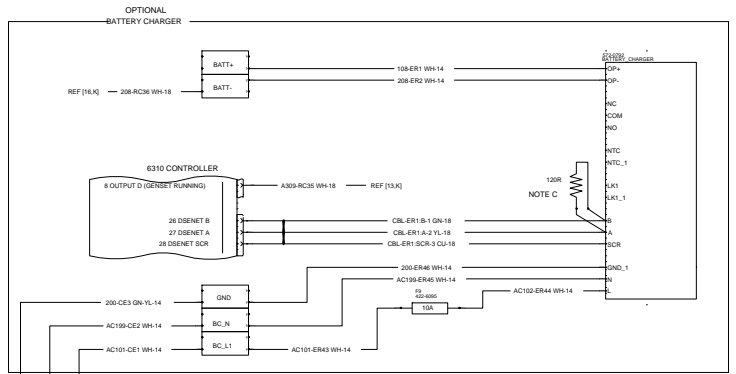 OPTIONAL
BATTERY CHARGER
BATT+
BATT-
REF [16,K]
208-RC36 WH-18
108-ER1 WH-14
208-ER2 WH-14
573-0792
BATTERY_CHARGER
OP+
OP-
NC
COM
NO
NTC
NTC_1
LK1
LK1_1
B
A
SCR
GND_1
N
L
120R
NOTE C
6310 CONTROLLER
8 OUTPUT D (GENSET RUNNING)
A309-RC35 WH-18
REF [13,K]
26 DSENET B
27 DSENET A
28 DSENET SCR
CBL-ER1:B-1 GN-18
CBL-ER1:A-2 YL-18
CBL-ER1:SCR-3 CU-18
200-ER46 WH-14
AC199-ER45 WH-14
F9
422-6095
10A
AC102-ER44 WH-14
200-CE3 GN-YL-14
GND
AC199-CE2 WH-14
BC_N
AC101-CE1 WH-14
BC_L1
AC101-ER43 WH-14